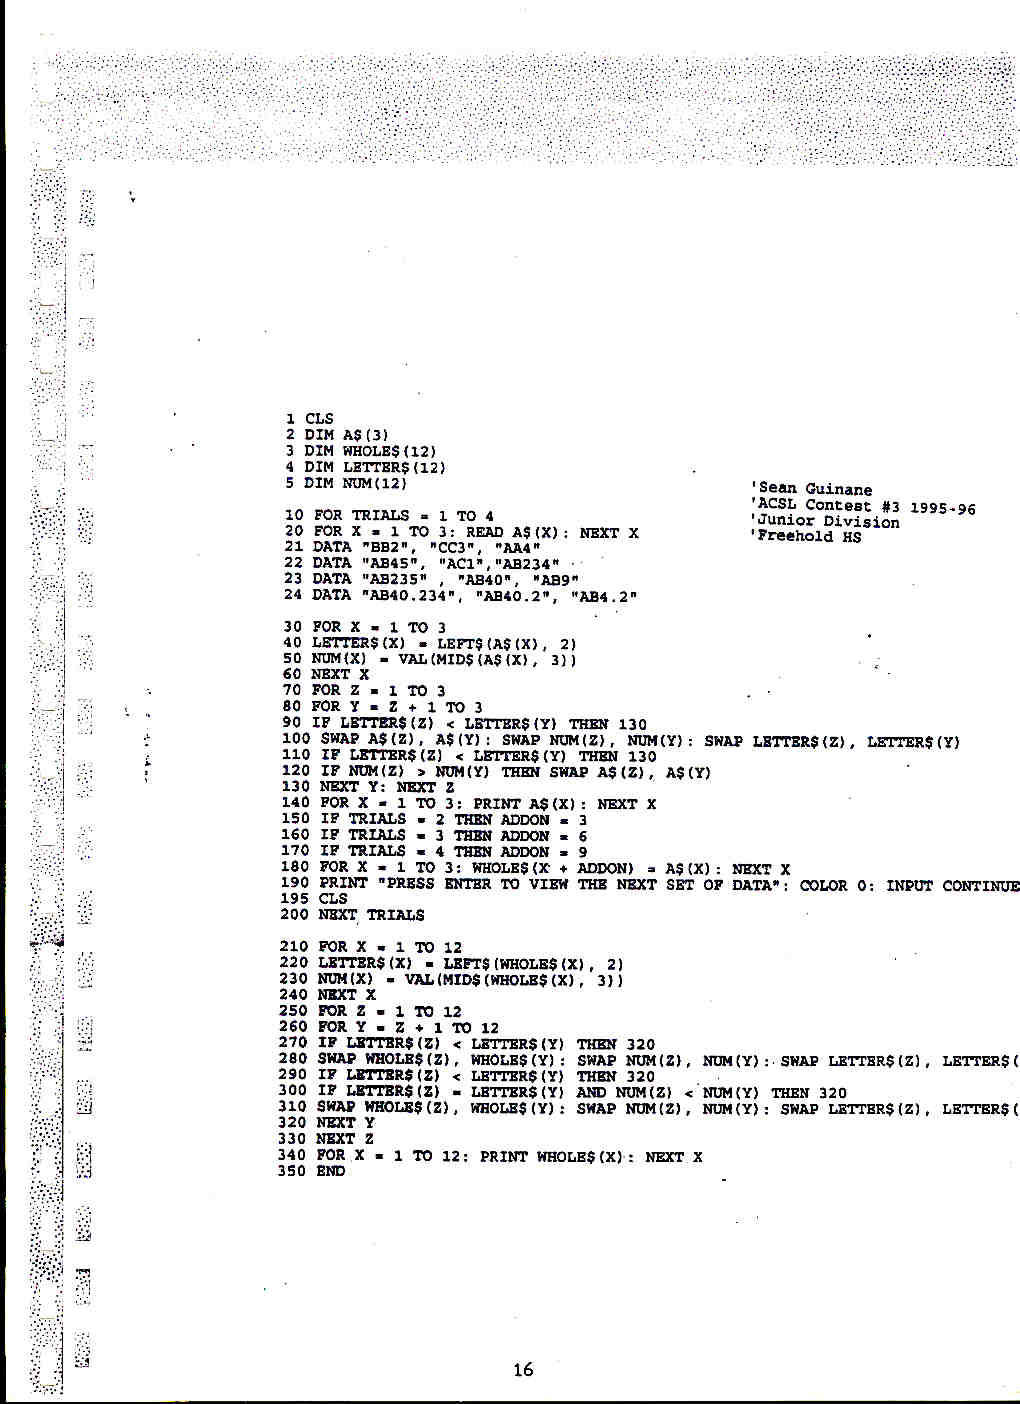 1 CLS
2 DIM A$(3)
3 DIM WHOLE$(12)
4 DIM LETTER$(12)
5 DIM NUM(12)
'Sean Guinane
'ACSL Contest #3 1995-96
'Junior Division
'Freehold HS
10 FOR TRIALS = 1 TO 4
20 FOR X = 1 TO 3: READ A$(X): NEXT X
21 DATA "BB2", "CC3", "AA4"
22 DATA "AB45", "AC1","AB234"
23 DATA "AB235" , "AB40", "AB9"
24 DATA "AB40.234", "AB40.2", "AB4.2"
30 FOR X = 1 TO 3
40 LETTER$(X) = LEFT$(A$(X), 2)
50 NUM(X) = VAL(MID$(A$(X), 3))
60 NEXT X
70 FOR Z = 1 TO 3
80 FOR Y = Z + 1 TO 3
90 IF LETTER$(Z) < LETTER$(Y) THEN 130
100 SWAP A$(Z), A$(Y): SWAP NUM(Z), NUM(Y): SWAP LETTER$(Z), LETTER$(Y)
110 IF LETTER$(Z) < LETTER$(Y) THEN 130
120 IF NUM(Z) > NUM(Y) THEN SWAP A$(Z), A$(Y)
130 NEXT Y: NEXT Z
140 FOR X = 1 TO 3: PRINT A$(X): NEXT X
150 IF TRIALS = 2 THEN ADDON = 3
160 IF TRIALS = 3 THEN ADDON = 6
170 IF TRIALS = 4 THEN ADDON = 9
180 FOR X = 1 TO 3: WHOLE$(X + ADDON) = A$(X): NEXT X
190 PRINT "PRESS ENTER TO VIEW THE NEXT SET OF DATA": COLOR 0: INPUT CONTINUE
195 CLS
200 NEXT TRIALS
210 FOR X = 1 TO 12
220 LETTER$(X) = LEFT$(WHOLE$(X), 2)
230 NUM(X) = VAL(MID$(WHOLE$(X), 3))
240 NEXT X
250 FOR Z = 1 TO 12
260 FOR Y = Z + 1 TO 12
270 IF LETTER$(Z) < LETTER$(Y) THEN 320
280 SWAP WHOLE$(Z), WHOLE$(Y): SWAP NUM(Z), NUM(Y): SWAP LETTER$(Z), LETTER$(
290 IF LETTER$(Z) < LETTER$(Y) THEN 320
300 IF LETTER$(Z) = LETTER$(Y) AND NUM(Z) < NUM(Y) THEN 320
310 SWAP WHOLE$(Z), WHOLE$(Y): SWAP NUM(Z), NUM(Y): SWAP LETTER$(Z), LETTER$(
320 NEXT Y
330 NEXT Z
340 FOR X = 1 TO 12: PRINT WHOLE$(X): NEXT X
350 END
16